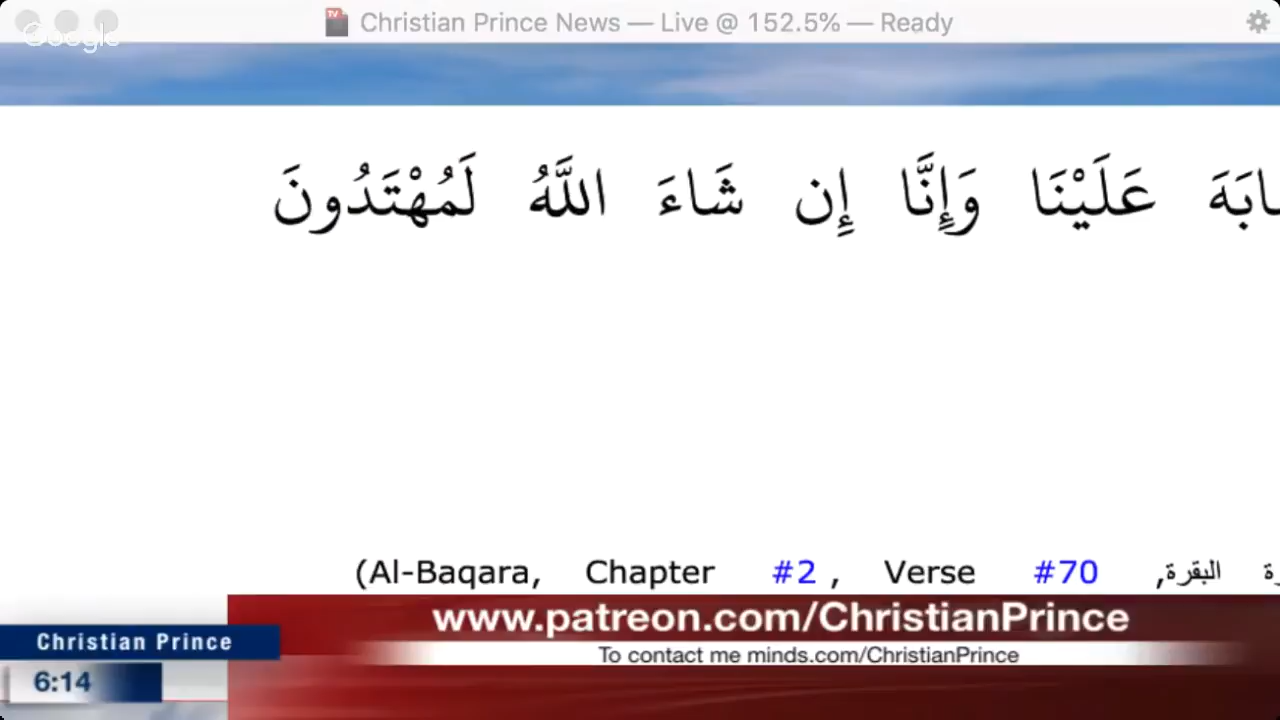 Christian Prince News — Live @ 152.5% — Ready
Google
عَلَيْنَا وَإِنَّا إِن شَاءَ اللَّهُ لَمُهْتَدُونَ
(Al-Baqara, Chapter #2 , Verse #70 البقرة,
www.patreon.com/ChristianPrince
To contact me minds.com/ChristianPrince
Christian Prince
6:14